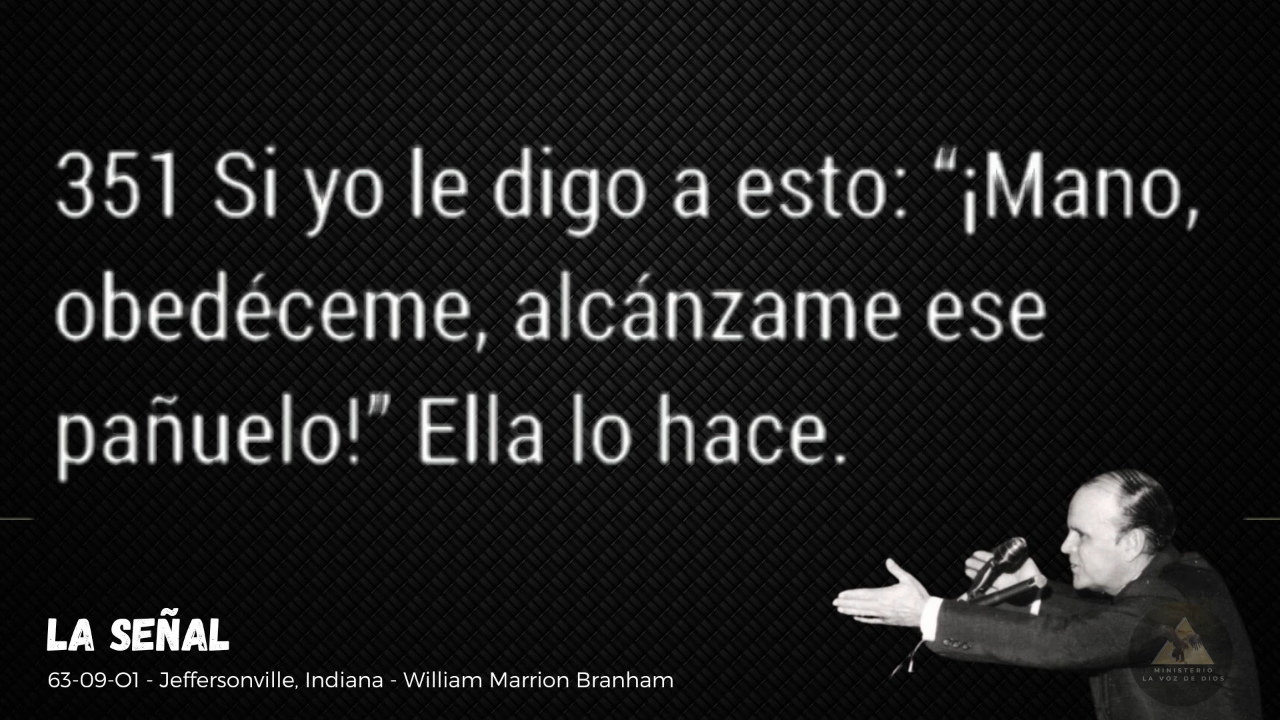 351 Si yo le digo a esto: “¡Mano,
obedéceme, alcánzame ese
pañuelo!” Ella lo hace.
LA SEÑAL
63-09-O1 - Jeffersonville, Indiana - William Marrion Branham
MINISTERIO
LA VOZ DE DIOS